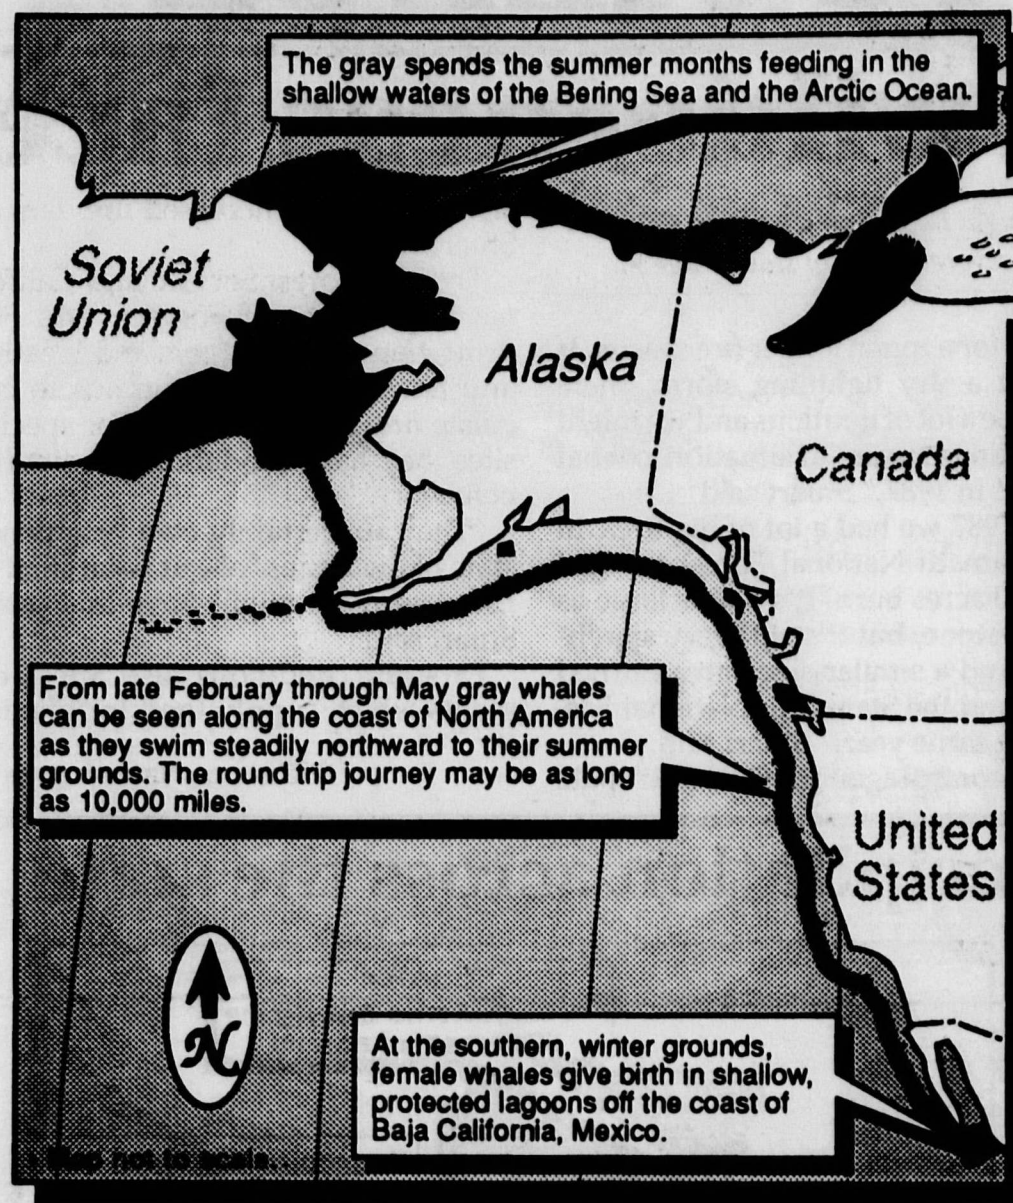 The gray spends the summer months feeding in the
shallow waters of the Bering Sea and the Arctic Ocean.
Soviet
Union
Alaska
Canada
From late February through May gray whales
can be seen along the coast of North America
as they swim steadily northward to their summer
grounds. The round trip journey may be as long
as 10,000 miles.
United
States
N
At the southern, winter grounds,
female whales give birth in shallow,
protected lagoons off the coast of
Baja California, Mexico.
Map not to scale.